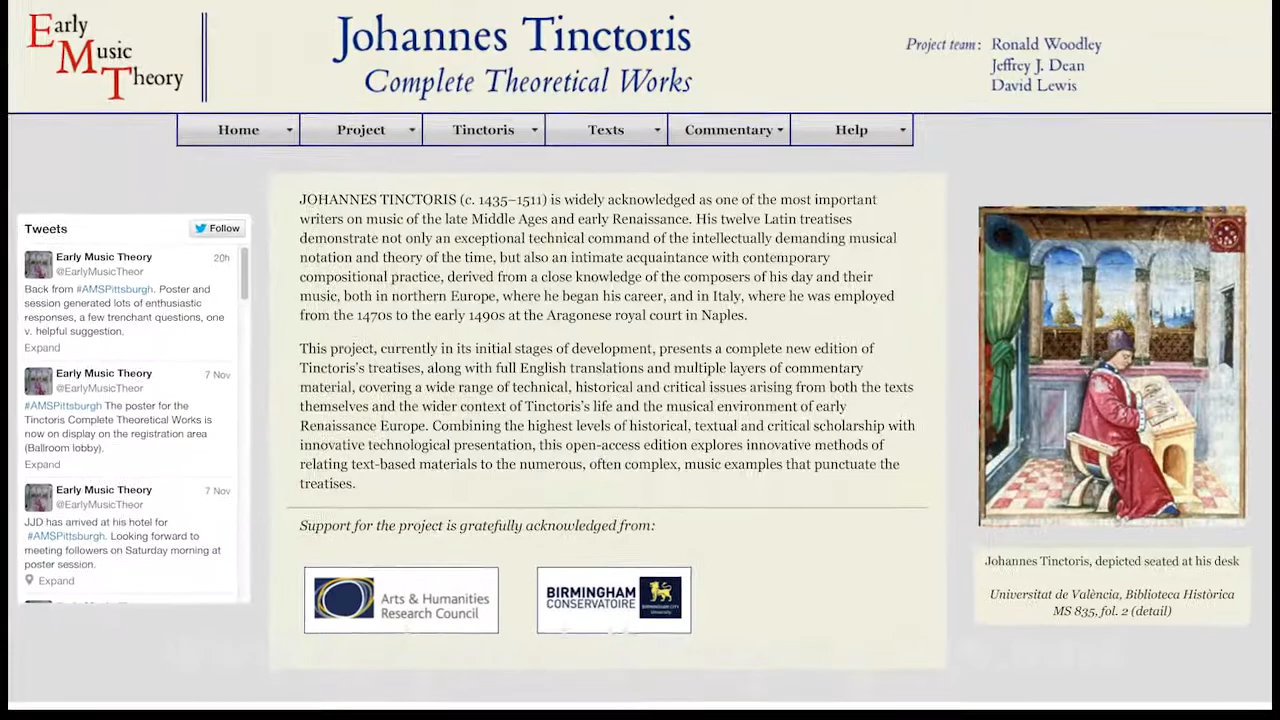 Early
Music
Theory
Johannes Tinctoris
Complete Theoretical Works
Project team: Ronald Woodley
Jeffrey J. Dean
David Lewis
Home
Project
Tinctoris
Texts
Commentary
Help
Tweets
Follow
Early Music Theory
20h
@EarlyMusicTheor
Back from #AMSPittsburgh. Poster and
session generated lots of enthusiastic
responses, a few trenchant questions, one
v. helpful suggestion.
Expand
Early Music Theory
7 Nov
@EarlyMusicTheor
#AMSPittsburgh The poster for the
Tinctoris Complete Theoretical Works is
now on display on the registration area
(Ballroom lobby).
Expand
Early Music Theory
7 Nov
@EarlyMusicTheor
JJD has arrived at his hotel for
#AMSPittsburgh. Looking forward to
meeting followers on Saturday morning at
poster session.
Expand
JOHANNES TINCTORIS (c. 1435–1511) is widely acknowledged as one of the most important
writers on music of the late Middle Ages and early Renaissance. His twelve Latin treatises
demonstrate not only an exceptional technical command of the intellectually demanding musical
notation and theory of the time, but also an intimate acquaintance with contemporary
compositional practice, derived from a close knowledge of the composers of his day and their
music, both in northern Europe, where he began his career, and in Italy, where he was employed
from the 1470s to the early 1490s at the Aragonese royal court in Naples.
This project, currently in its initial stages of development, presents a complete new edition of
Tinctoris's treatises, along with full English translations and multiple layers of commentary
material, covering a wide range of technical, historical and critical issues arising from both the texts
themselves and the wider context of Tinctoris's life and the musical environment of early
Renaissance Europe. Combining the highest levels of historical, textual and critical scholarship with
innovative technological presentation, this open-access edition explores innovative methods of
relating text-based materials to the numerous, often complex, music examples that punctuate the
treatises.
Support for the project is gratefully acknowledged from:
Arts & Humanities
Research Council
BIRMINGHAM
CONSERVATOIRE
BIRMINGHAM CITY
University
Johannes Tinctoris, depicted seated at his desk
Universitat de València, Biblioteca Històrica
MS 835, fol. 2 (detail)